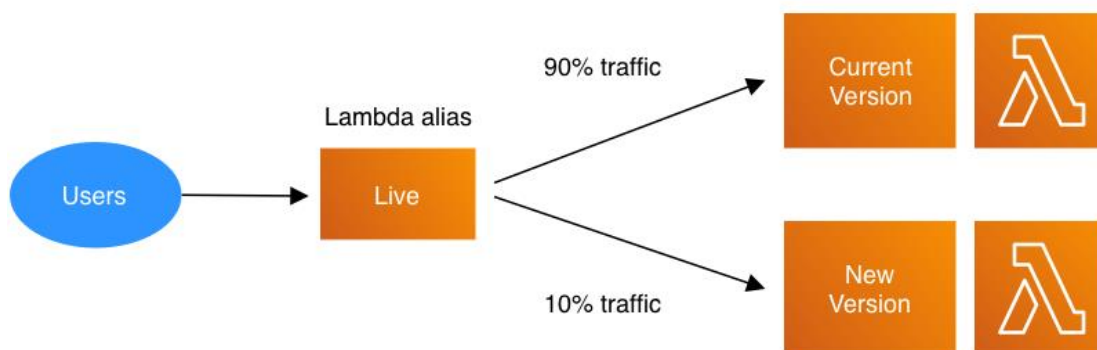 90% traffic
Current
Version
Lambda alias
Users
Live
New
Version
10% traffic